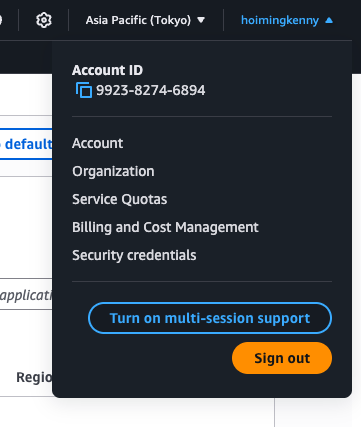 Asia Pacific (Tokyo)
hoimingkenny
Account ID
9923-8274-6894
default
Account
Organization
Service Quotas
Billing and Cost Management
Security credentials
applicati
Turn on multi-session support
Sign out
Regio